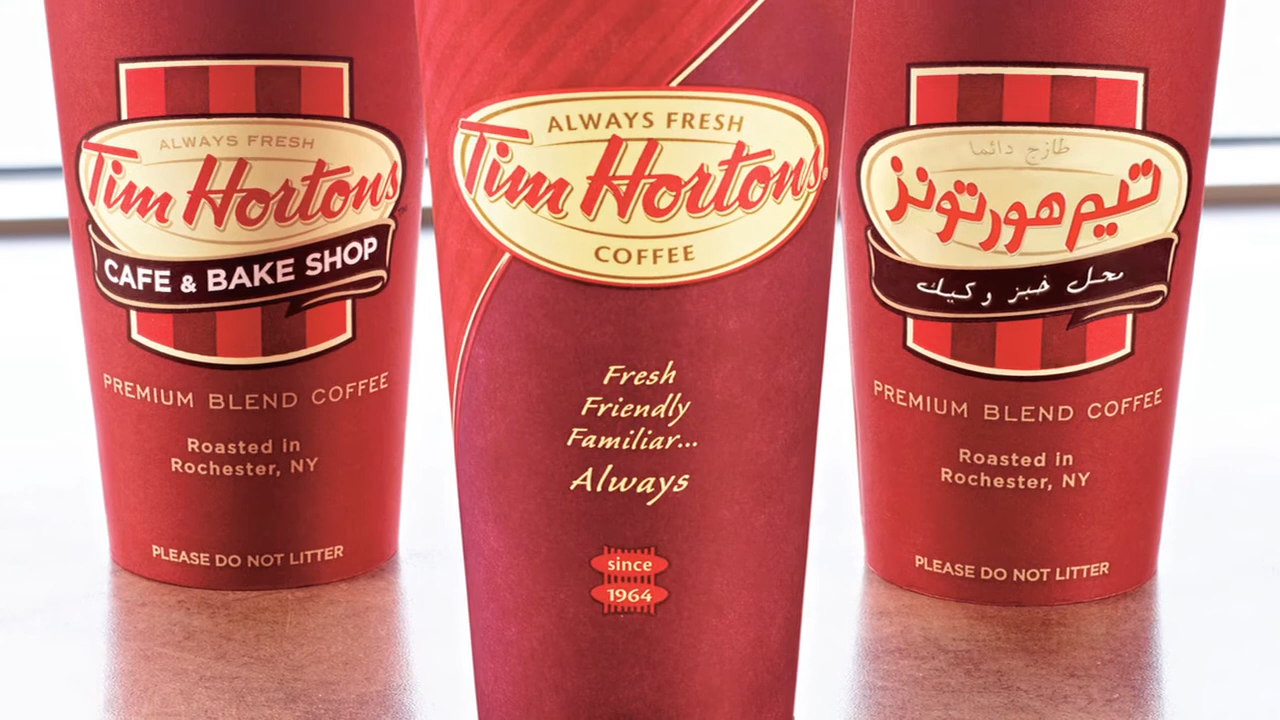 ALWAYS FRESH
Tim Hortons
CAFE & BAKE SHOP
PREMIUM BLEND COFFEE
Roasted in
Rochester, NY
PLEASE DO NOT LITTER
ALWAYS FRESH
Tim Hortons
COFFEE
Fresh
Friendly
Familiar...
Always
since
1964
طازج دائما
تيم هورتونز
محل خبز و كيك
PREMIUM BLEND COFFEE
Roasted in
Rochester, NY
PLEASE DO NOT LITTER